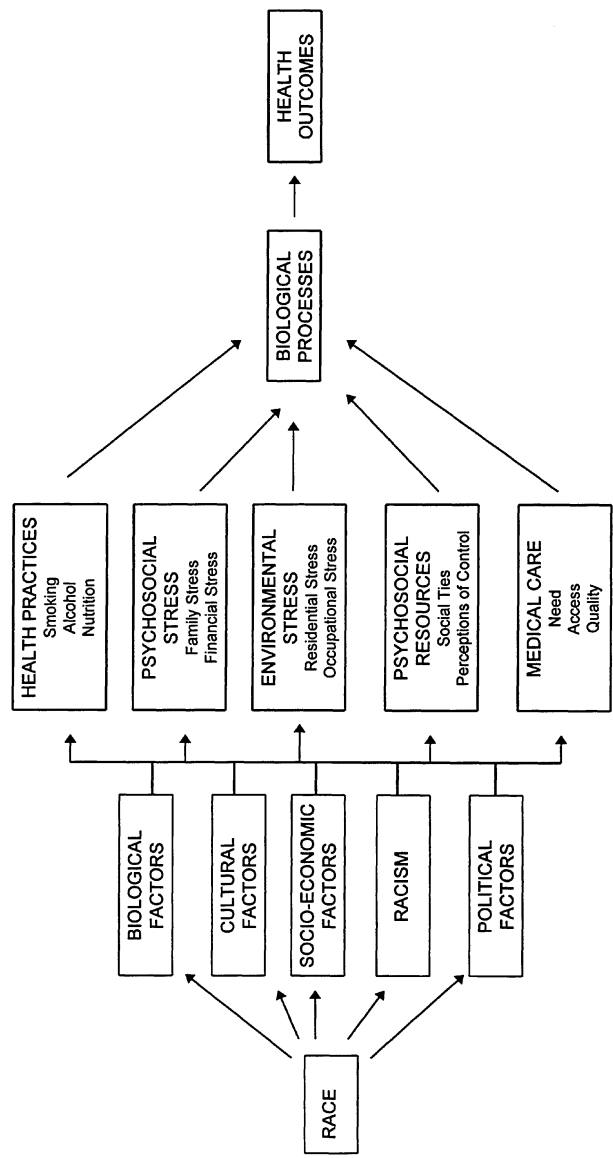 RACE
BIOLOGICAL
FACTORS
CULTURAL
FACTORS
SOCIO-ECONOMIC
FACTORS
RACISM
POLITICAL
FACTORS
HEALTH PRACTICES
Smoking
Alcohol
Nutrition
PSYCHOSOCIAL
STRESS
Family Stress
Financial Stress
ENVIRONMENTAL
STRESS
Residential Stress
Occupational Stress
PSYCHOSOCIAL
RESOURCES
Social Ties
Perceptions of Control
MEDICAL CARE
Need
Access
Quality
BIOLOGICAL
PROCESSES
HEALTH
OUTCOMES